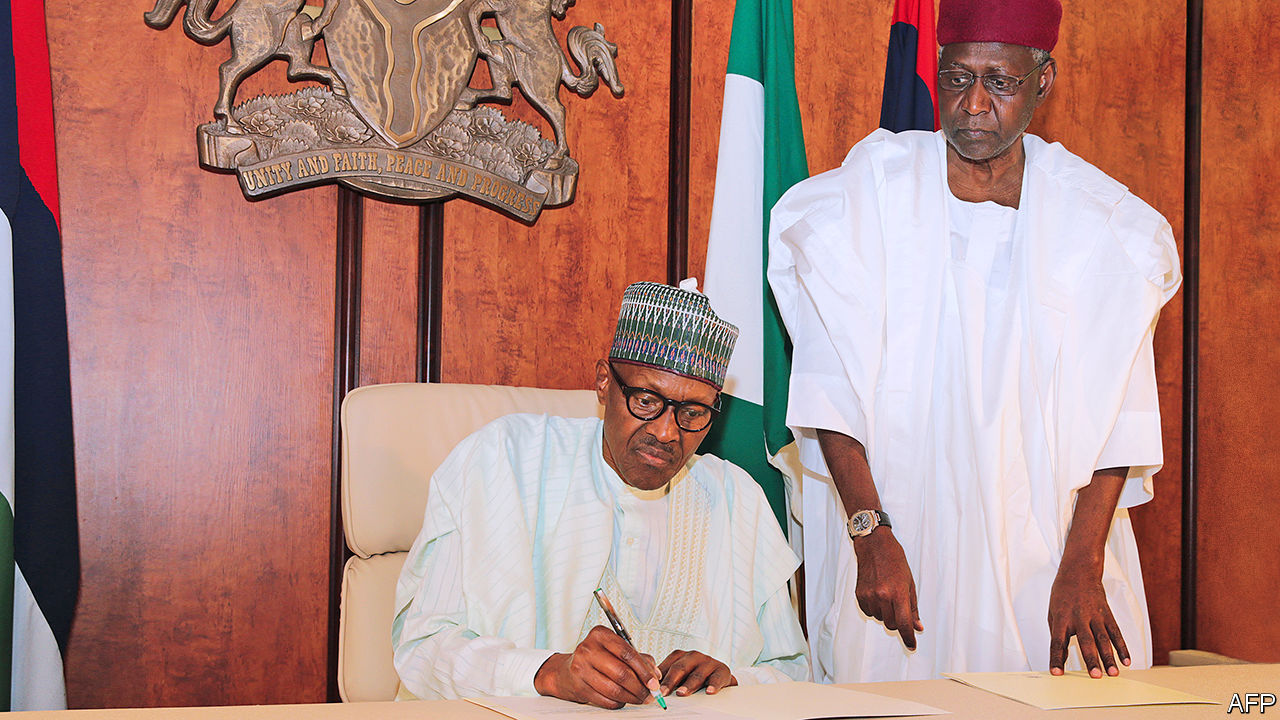 UNITY AND FAITH, PEACE AND PROGRESS
AFP